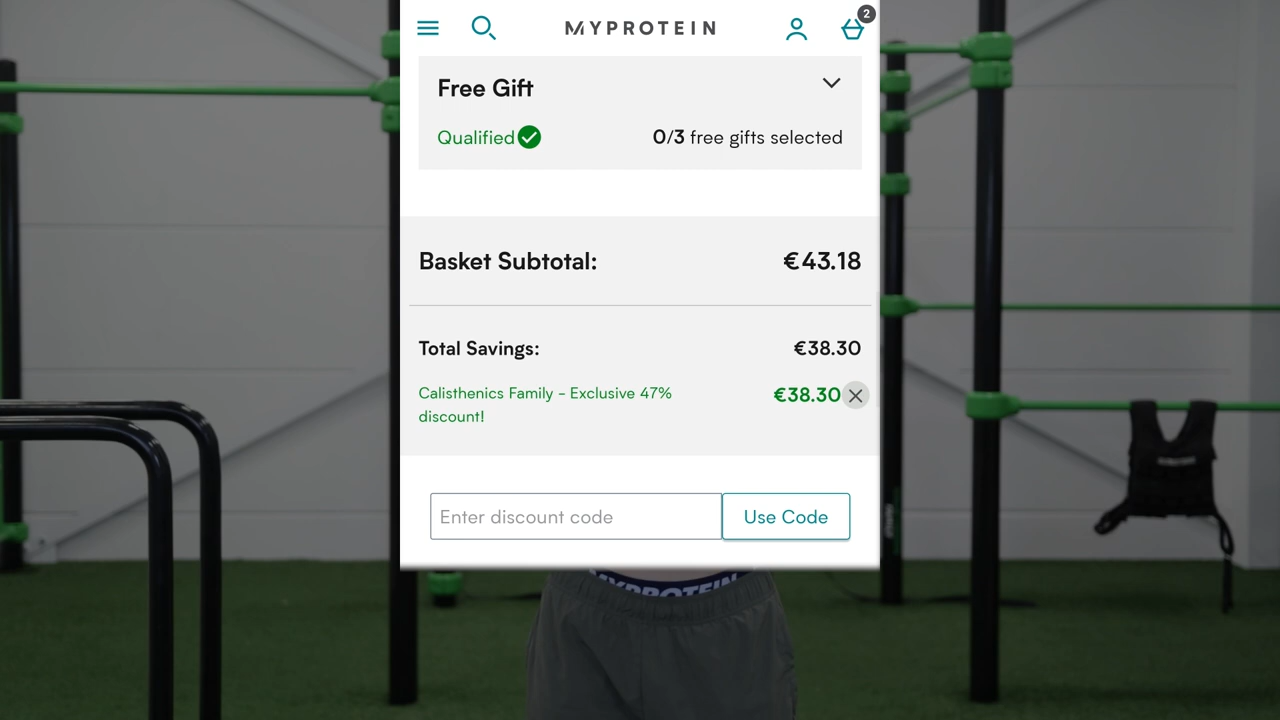 MYPROTEIN
2
Free Gift
Qualified
0/3 free gifts selected
Basket Subtotal: €43.18
Total Savings: €38.30
Calisthenics Family - Exclusive 47% €38.30
discount!
Enter discount code
Use Code
MYPROTEIN